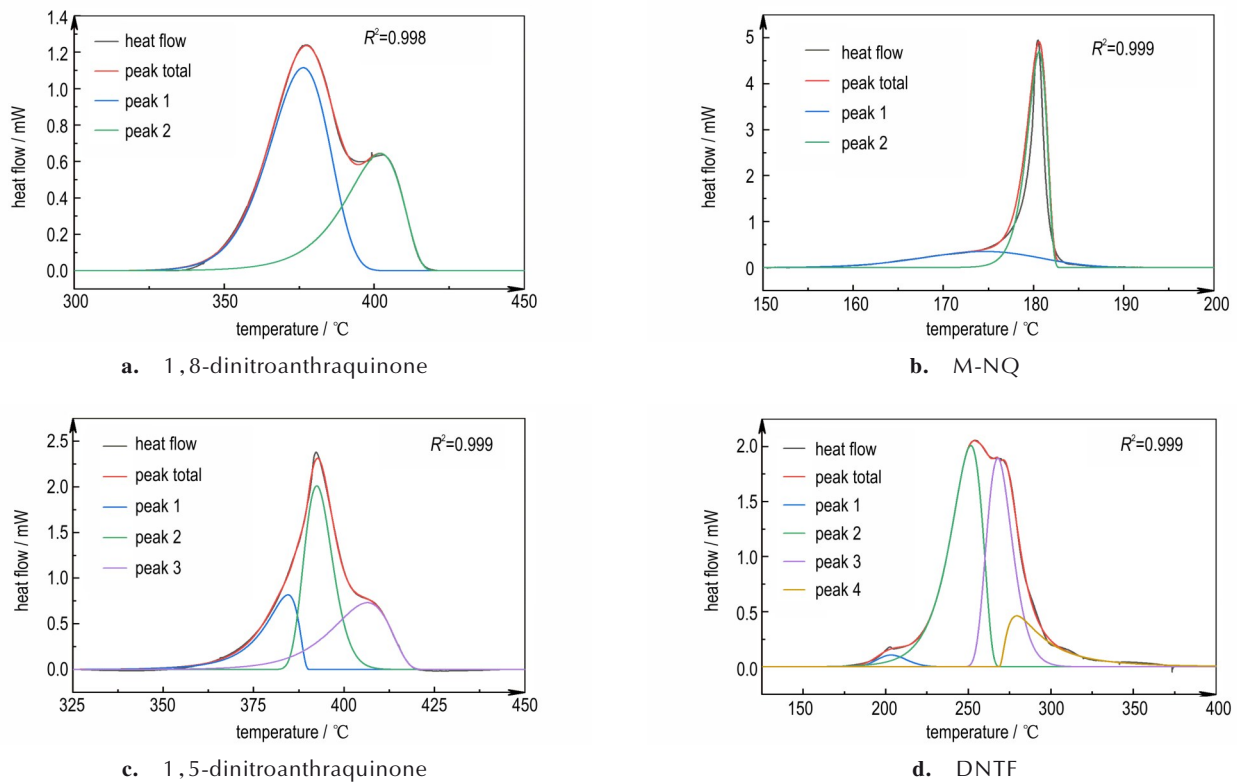 1.4
1.2
1.0
0.8
0.6
0.4
0.2
0.0
heat flow / mW
heat flow
peak total
peak 1
peak 2
R²=0.998
300 350 400 450
temperature / ℃
a. 1,8-dinitroanthraquinone
5
4
3
2
1
0
heat flow / mW
heat flow
peak total
peak 1
peak 2
R²=0.999
150 160 170 180 190 200
temperature / ℃
b. M-NQ
2.5
2.0
1.5
1.0
0.5
0.0
heat flow / mW
heat flow
peak total
peak 1
peak 2
peak 3
R²=0.999
325 350 375 400 425 450
temperature / ℃
c. 1,5-dinitroanthraquinone
2.0
1.5
1.0
0.5
0.0
heat flow / mW
heat flow
peak total
peak 1
peak 2
peak 3
peak 4
R²=0.999
150 200 250 300 350 400
temperature / ℃
d. DNTF